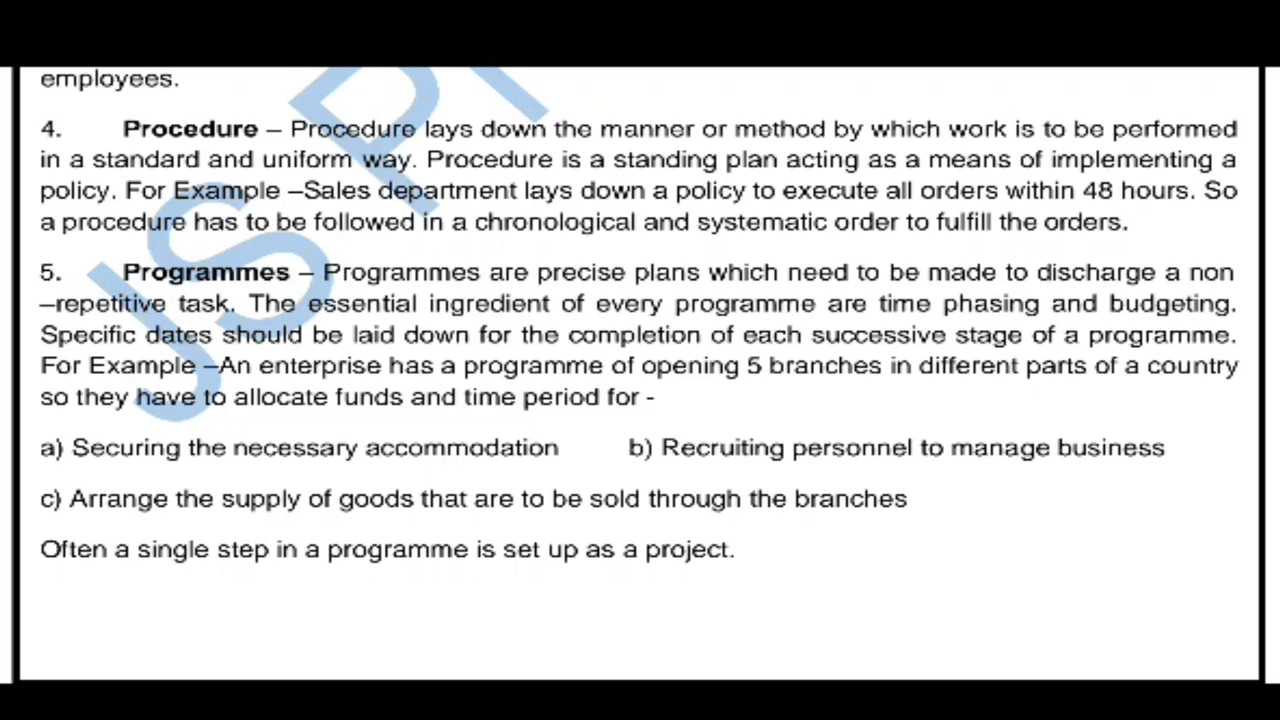 employees.
4. Procedure – Procedure lays down the manner or method by which work is to be performed
in a standard and uniform way. Procedure is a standing plan acting as a means of implementing a
policy. For Example –Sales department lays down a policy to execute all orders within 48 hours. So
a procedure has to be followed in a chronological and systematic order to fulfill the orders.
5. Programmes – Programmes are precise plans which need to be made to discharge a non
–repetitive task. The essential ingredient of every programme are time phasing and budgeting.
Specific dates should be laid down for the completion of each successive stage of a programme.
For Example –An enterprise has a programme of opening 5 branches in different parts of a country
so they have to allocate funds and time period for -
a) Securing the necessary accommodation b) Recruiting personnel to manage business
c) Arrange the supply of goods that are to be sold through the branches
Often a single step in a programme is set up as a project.